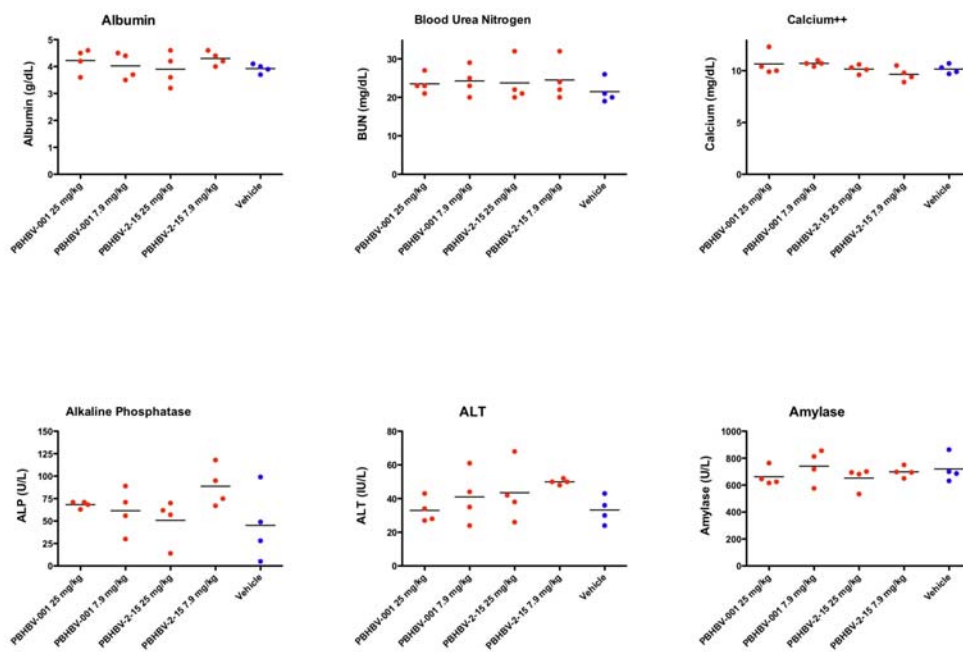 Albumin
Albumin (g/dL)
5
4
3
2
1
0
PBHBV-001 25 mg/kg
PBHBV-001 7.9 mg/kg
PBHBV-2-15 25 mg/kg
PBHBV-2-15 7.9 mg/kg
Vehicle
Blood Urea Nitrogen
BUN (mg/dL)
30
20
10
0
PBHBV-001 25 mg/kg
PBHBV-001 7.9 mg/kg
PBHBV-2-15 25 mg/kg
PBHBV-2-15 7.9 mg/kg
Vehicle
Calcium++
Calcium (mg/dL)
10
5
0
PBHBV-001 25 mg/kg
PBHBV-001 7.9 mg/kg
PBHBV-2-15 25 mg/kg
PBHBV-2-15 7.9 mg/kg
Vehicle
Alkaline Phosphatase
ALP (U/L)
150
125
100
75
50
25
0
PBHBV-001 25 mg/kg
PBHBV-001 7.9 mg/kg
PBHBV-2-15 25 mg/kg
PBHBV-2-15 7.9 mg/kg
Vehicle
ALT
ALT (IU/L)
80
60
40
20
0
PBHBV-001 25 mg/kg
PBHBV-001 7.9 mg/kg
PBHBV-2-15 25 mg/kg
PBHBV-2-15 7.9 mg/kg
Vehicle
Amylase
Amylase (U/L)
1000
800
600
400
200
0
PBHBV-001 25 mg/kg
PBHBV-001 7.9 mg/kg
PBHBV-2-15 25 mg/kg
PBHBV-2-15 7.9 mg/kg
Vehicle